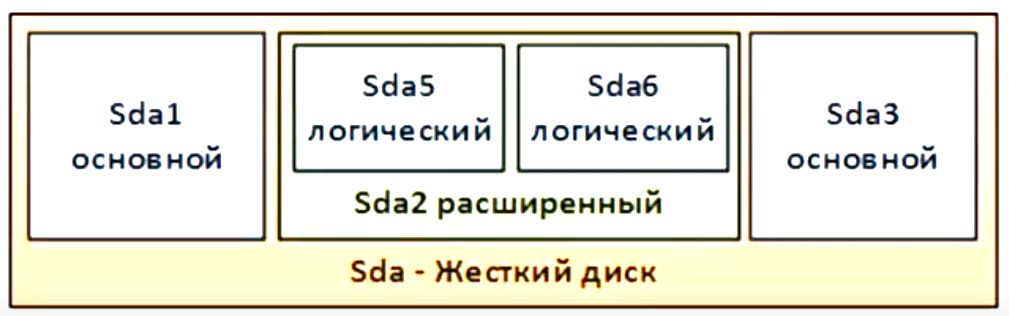 Sda1
основной
Sda5
логический
Sda6
логический
Sda3
основной
Sda2 расширенный
Sda - Жесткий диск